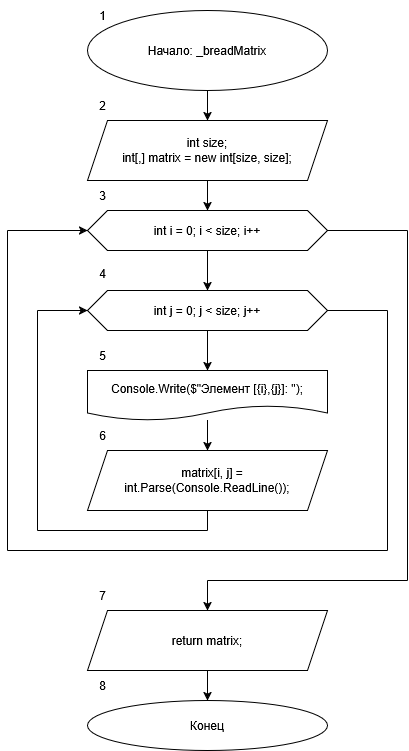 1
Начало: _breadMatrix
2
int size;
int[,] matrix = new int[size, size];
3
int i = 0; i < size; i++
4
int j = 0; j < size; j++
5
Console.Write($"Элемент [{i},{j}]: ");
6
matrix[i, j] =
int.Parse(Console.ReadLine());
7
return matrix;
8
Конец